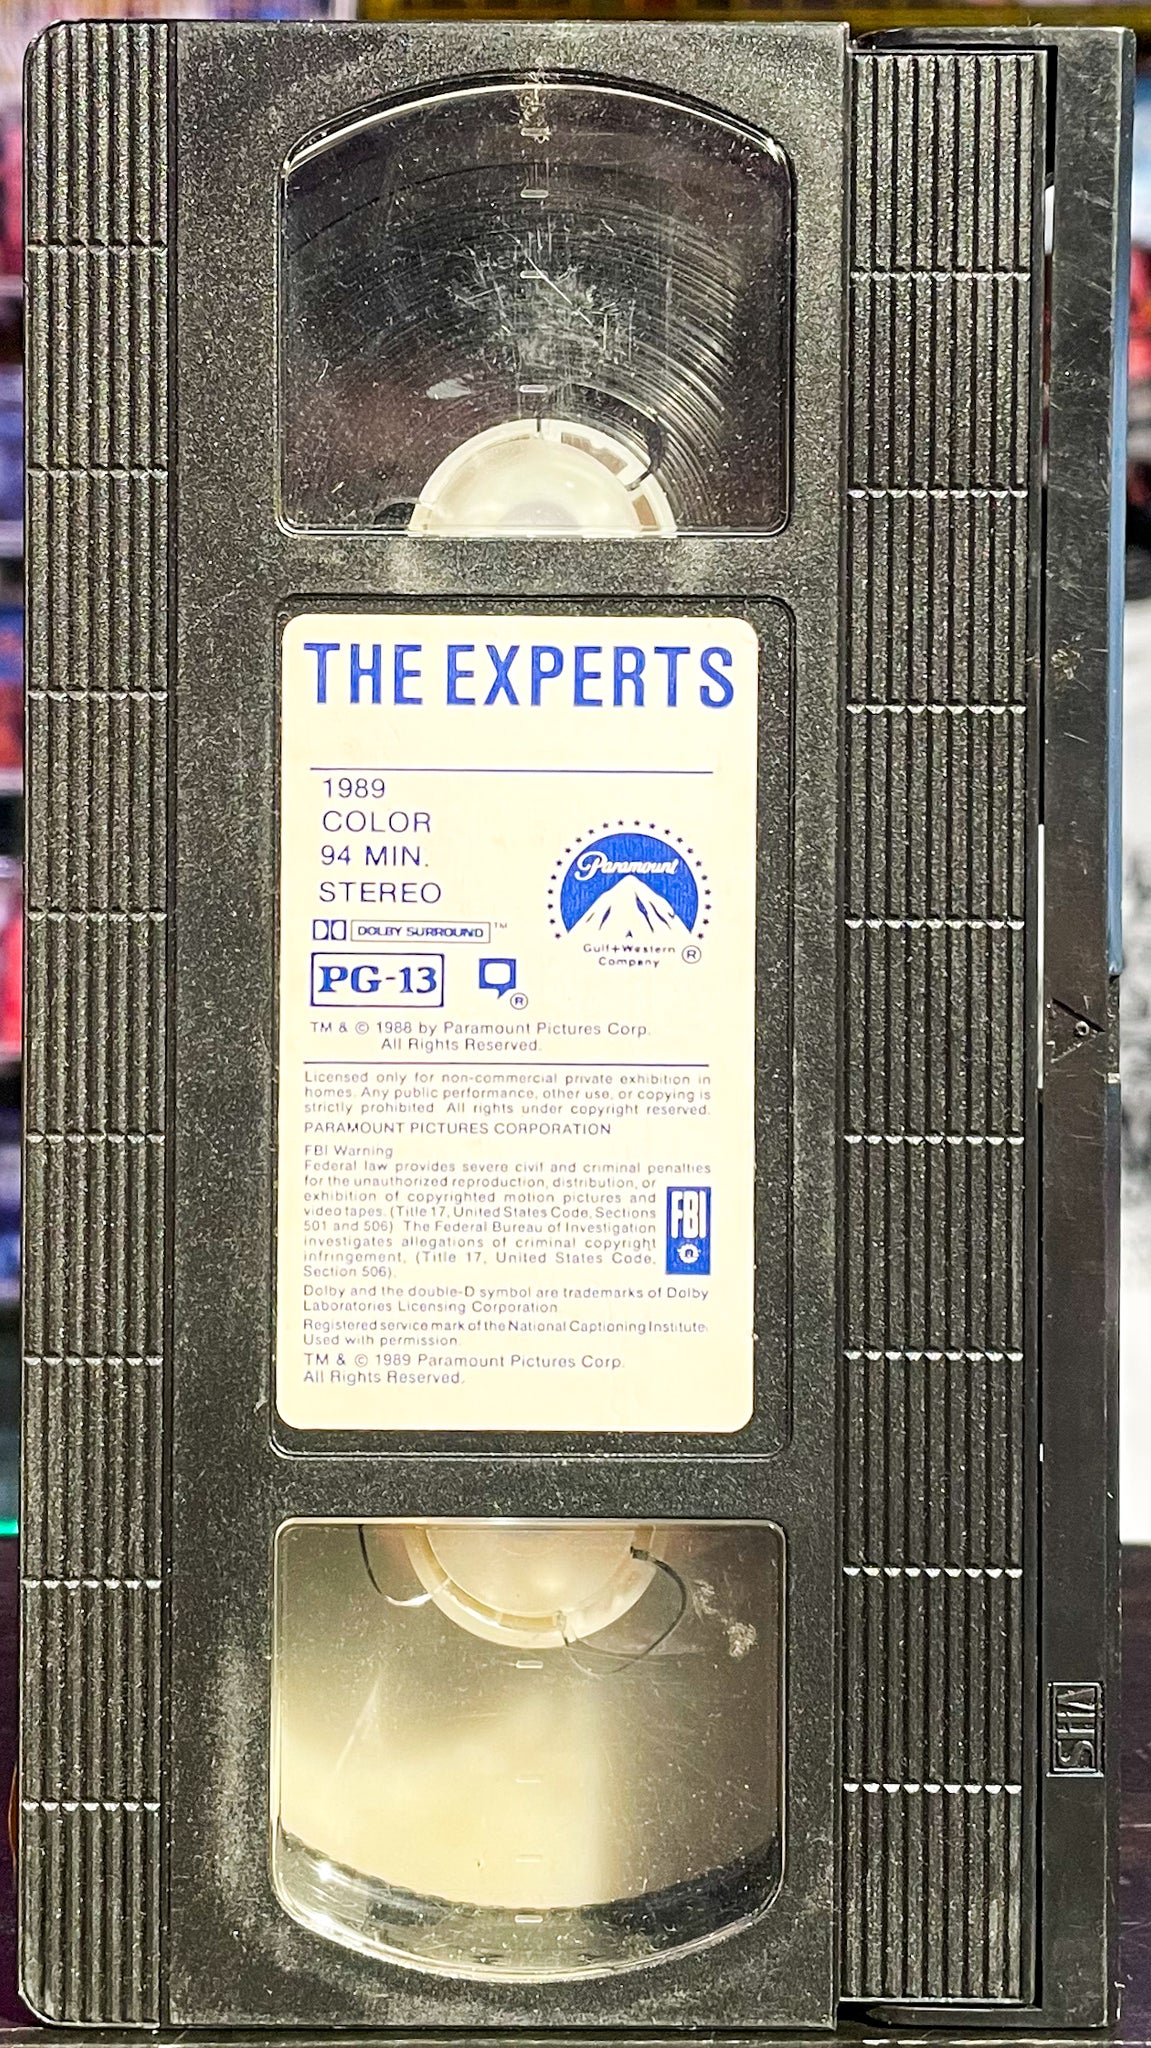 THE EXPERTS
1989
COLOR
94 MIN.
STEREO
DOLBY SURROUND™
PG-13
®
Paramount
A
Gulf+Western
Company ®
TM & © 1988 by Paramount Pictures Corp.
All Rights Reserved.
Licensed only for non-commercial private exhibition in
homes. Any public performance, other use, or copying is
strictly prohibited. All rights under copyright reserved.
PARAMOUNT PICTURES CORPORATION
FBI Warning
Federal law provides severe civil and criminal penalties
for the unauthorized reproduction, distribution, or
exhibition of copyrighted motion pictures and
videotapes. (Title 17, United States Code, Sections
501 and 506) The Federal Bureau of Investigation
investigates allegations of criminal copyright
infringement, (Title 17, United States Code,
Section 506).
FBI
Dolby and the double-D symbol are trademarks of Dolby
Laboratories Licensing Corporation
Registered service mark of the National Captioning Institute.
Used with permission.
TM & © 1989 Paramount Pictures Corp.
All Rights Reserved.
VHS